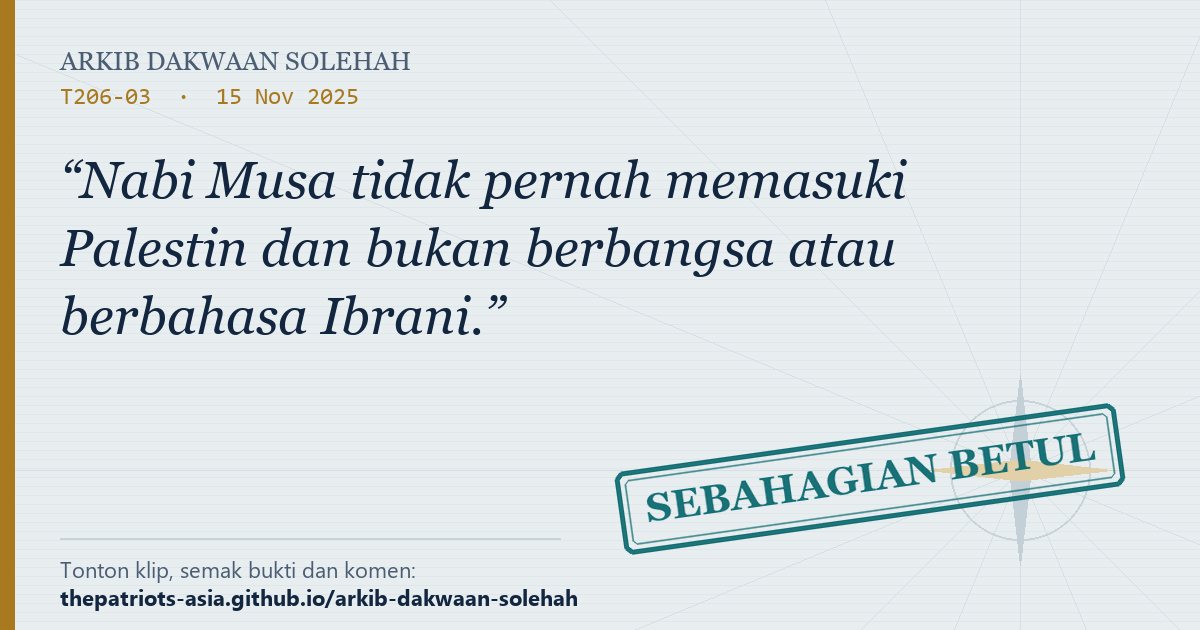 ARKIB DAKWAAN SOLEHAH
T206-03 · 15 Nov 2025
“Nabi Musa tidak pernah memasuki
Palestin dan bukan berbangsa atau
berbahasa Ibrani.”
SEBAHAGIAN BETUL
Tonton klip, semak bukti dan komen:
thepatriots-asia.github.io/arkib-dakwaan-solehah